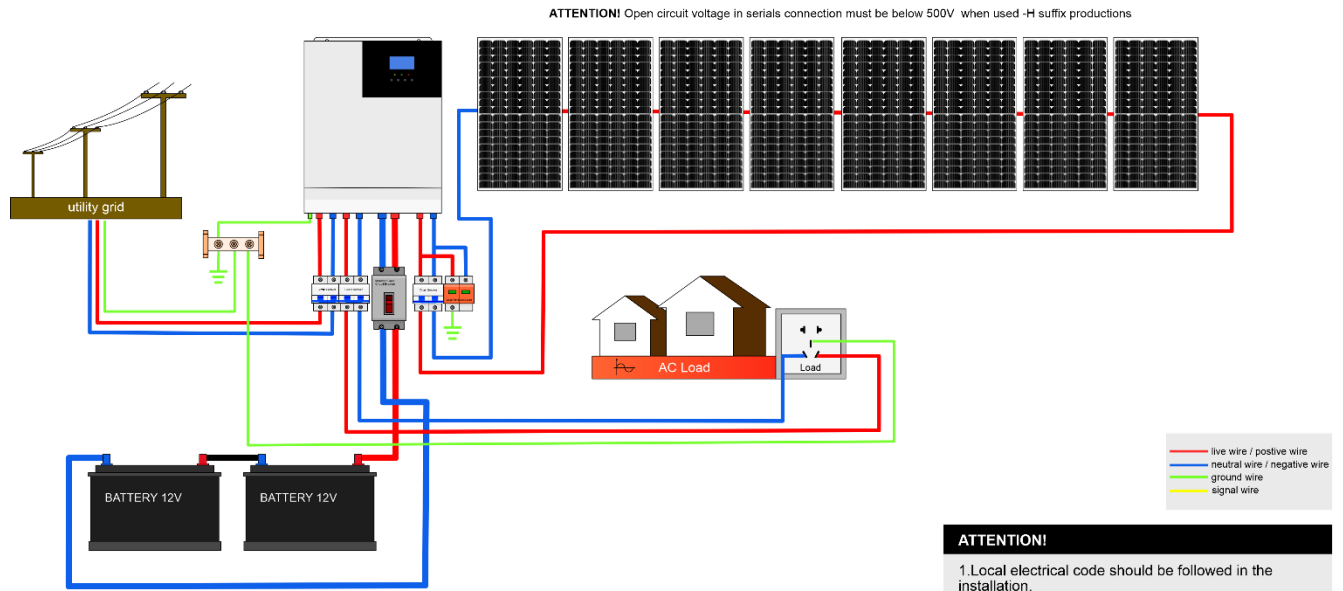 ATTENTION! Open circuit voltage in serials connection must be below 500V when used -H suffix productions
utility grid
AC Load
Load
BATTERY 12V
BATTERY 12V
live wire / postive wire
neutral wire / negative wire
ground wire
signal wire
ATTENTION!
1.Local electrical code should be followed in the
installation.